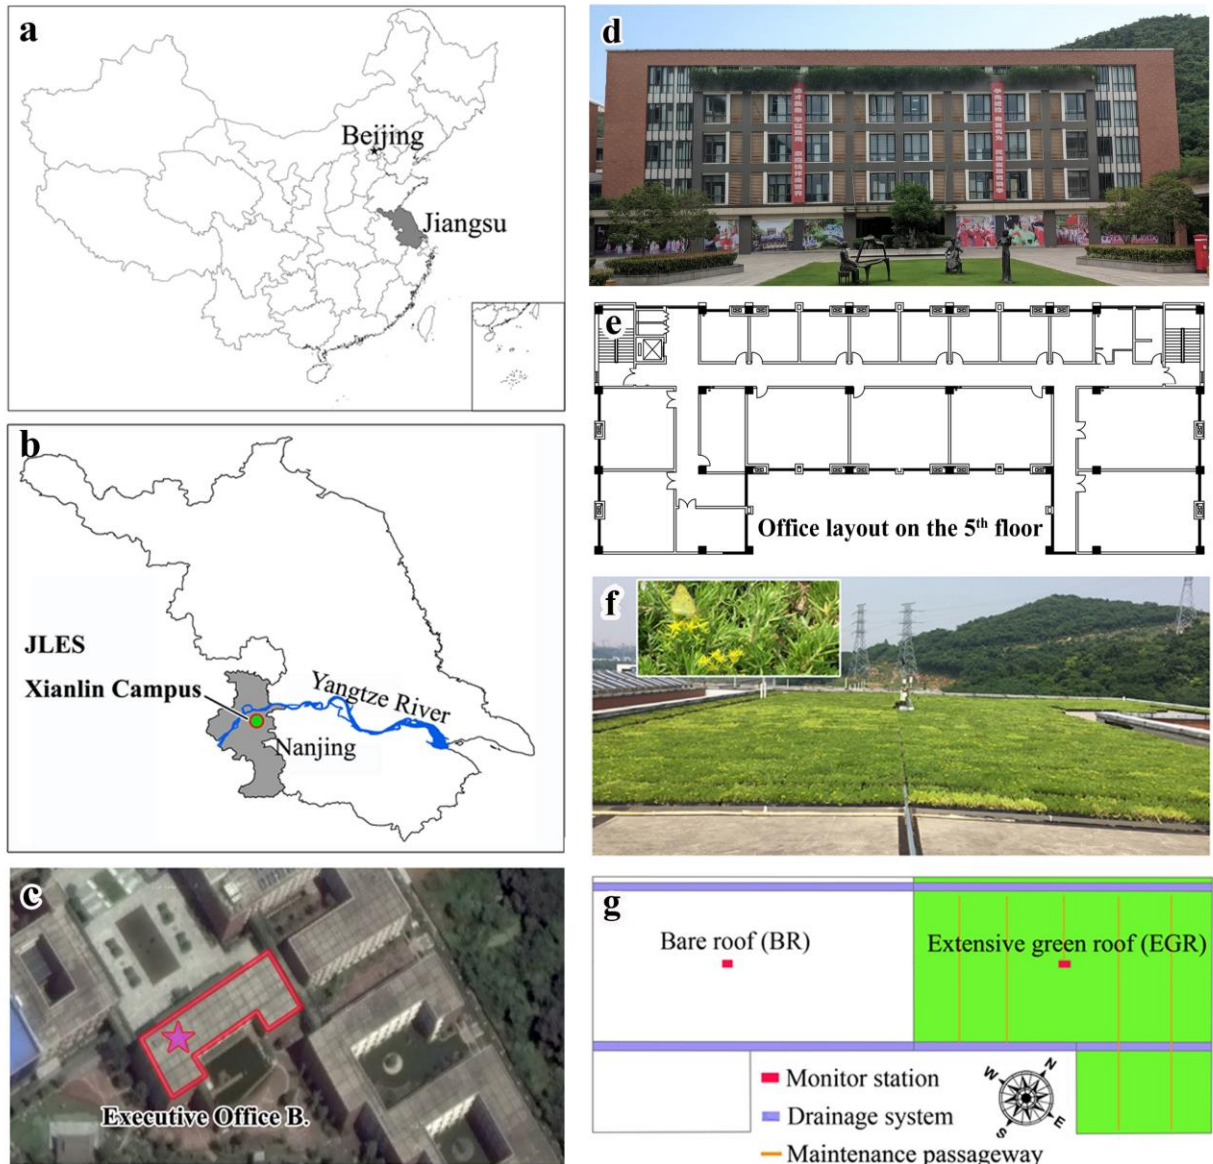 a
Beijing
Jiangsu
b
JLES
Xianlin Campus
Yangtze River
Nanjing
c
Executive Office B.
d
e
Office layout on the 5th floor
f
g
Bare roof (BR)
Extensive green roof (EGR)
Monitor station
Drainage system
Maintenance passageway
N
W
E
S